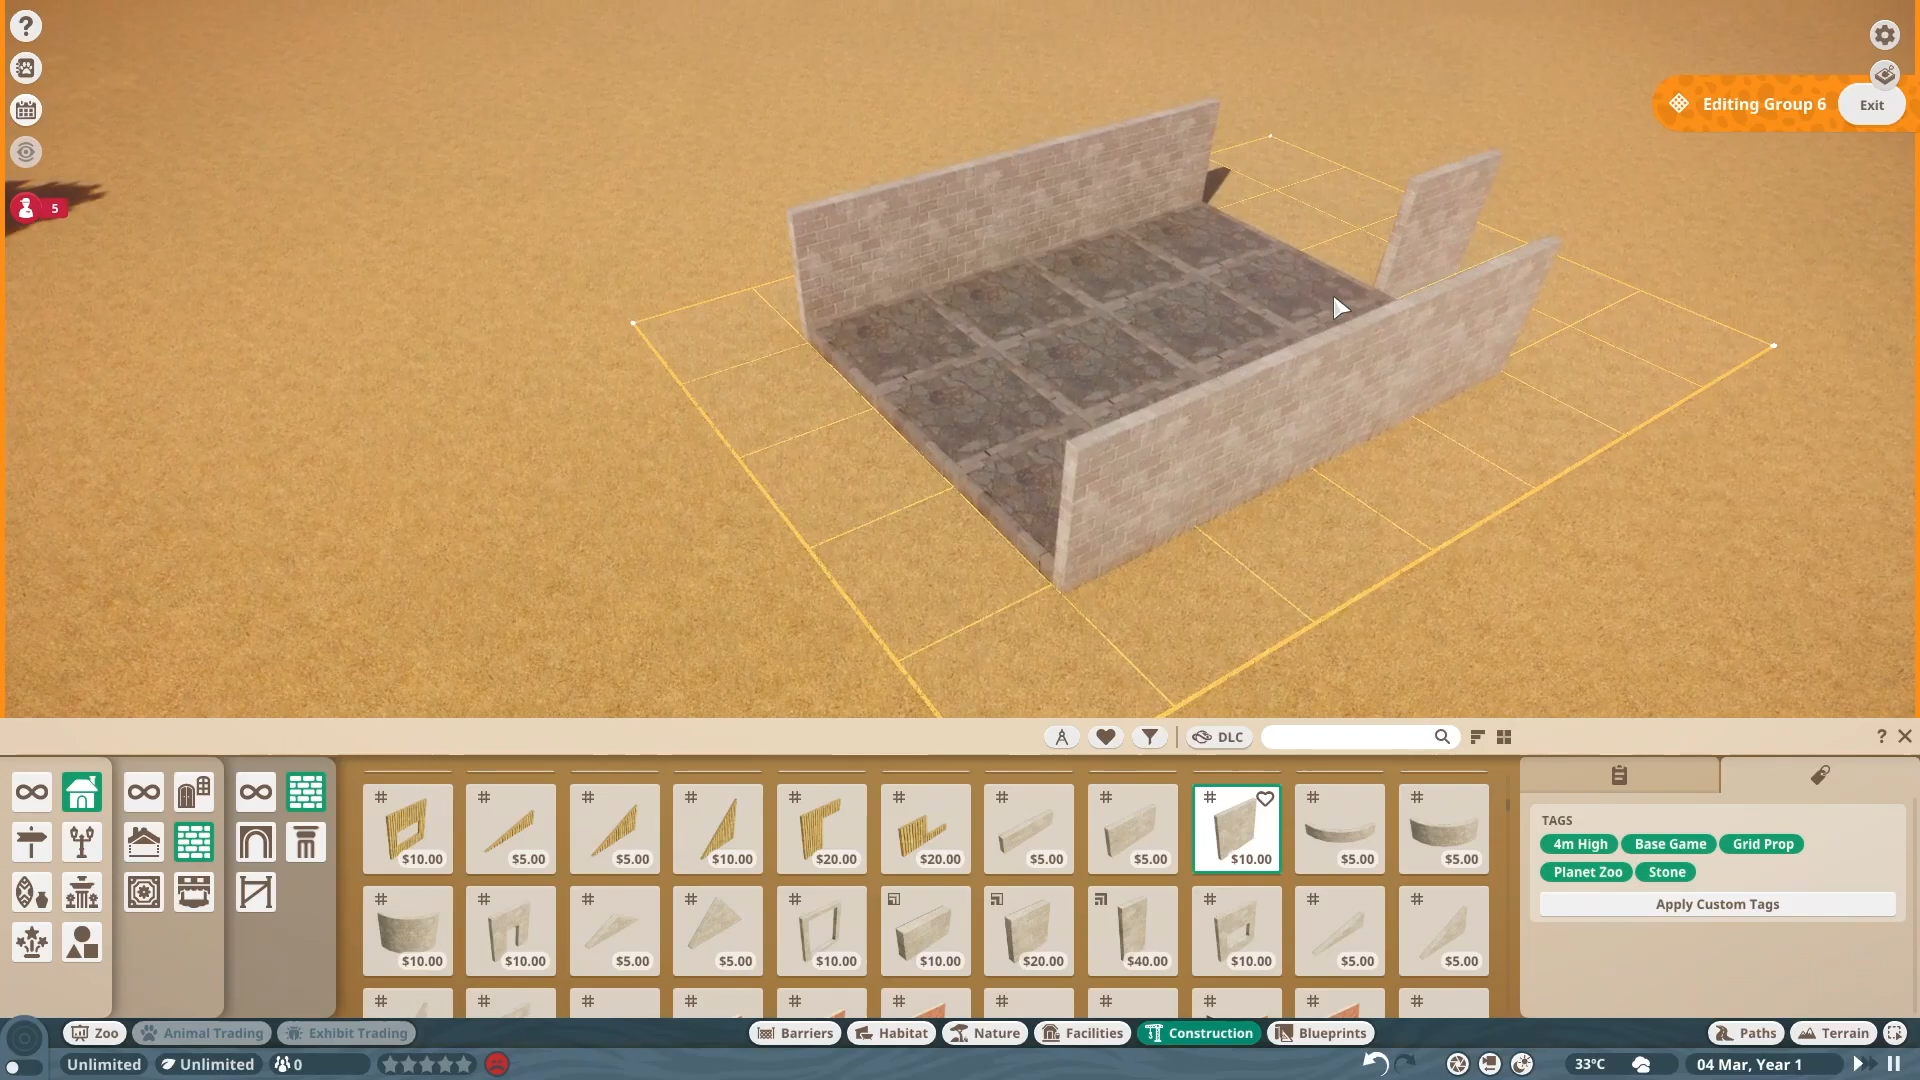 ?
Editing Group 6
Exit
5
DLC
?
$10.00
$5.00
$5.00
$10.00
$20.00
$20.00
$5.00
$5.00
$10.00
$5.00
$5.00
$10.00
$10.00
$5.00
$5.00
$10.00
$10.00
$20.00
$40.00
$10.00
$5.00
$5.00
TAGS
4m High
Base Game
Grid Prop
Planet Zoo
Stone
Apply Custom Tags
Zoo
Animal Trading
Exhibit Trading
Barriers
Habitat
Nature
Facilities
Construction
Blueprints
Paths
Terrain
Unlimited
Unlimited
0
33°C
04 Mar, Year 1